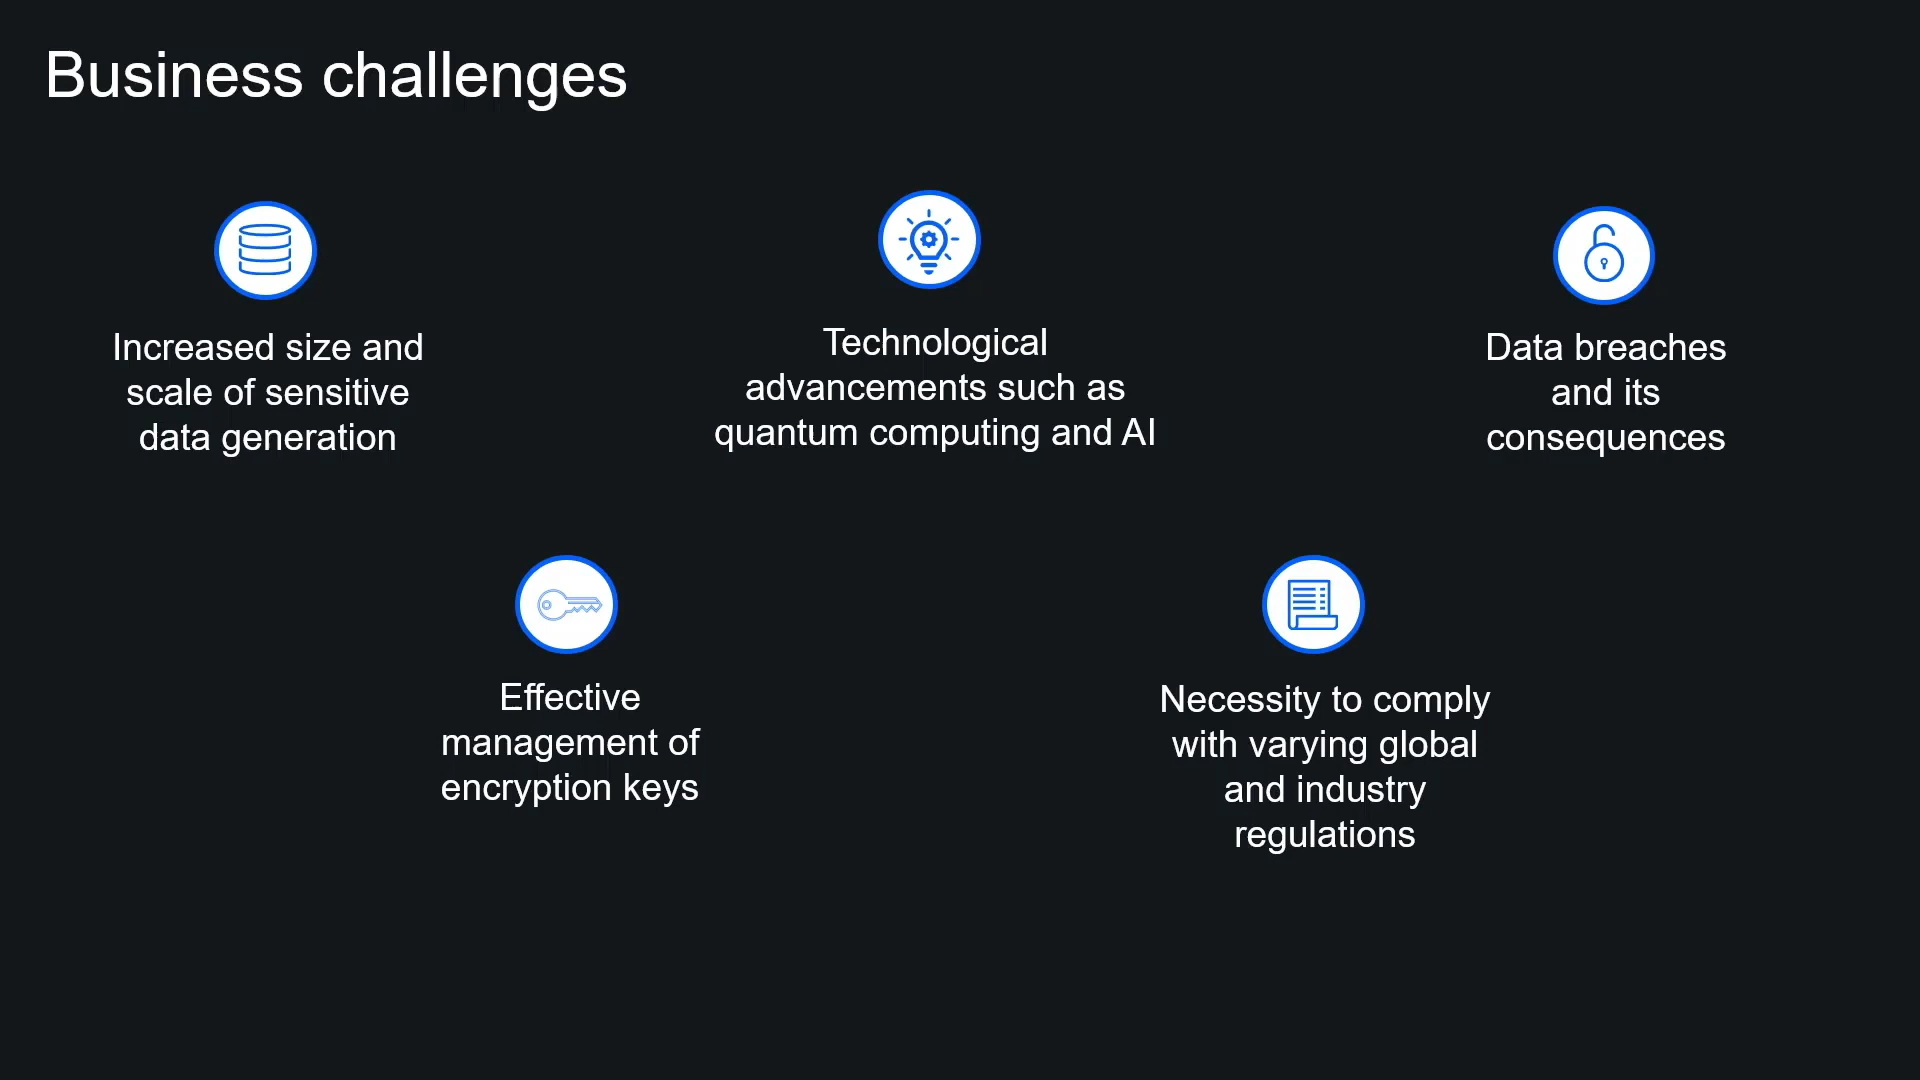 Business challenges
Increased size and
scale of sensitive
data generation
Technological
advancements such as
quantum computing and AI
Data breaches
and its
consequences
Effective
management of
encryption keys
Necessity to comply
with varying global
and industry
regulations